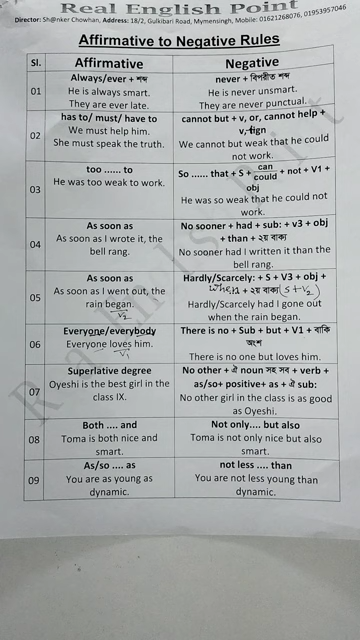 Real English Point
Director: Sh@nker Chowhan, Address: 18/2, Gulkibari Road, Mymensingh, Mobile: 01621268076, 01953957046
Affirmative to Negative Rules
Sl. Affirmative Negative
01 Always/ever + শব্দ never + বিপরীত শব্দ
He is always smart. He is never unsmart.
They are ever late. They are never punctual.
02 has to/ must/ have to cannot but + v, or, cannot help +
We must help him. v₁+ign
She must speak the truth. We cannot but weak that he could
not work.
03 too ...... to So ...... that + S + can/could + not + V1 +
He was too weak to work. obj
He was so weak that he could not
work.
04 As soon as No sooner + had + sub: + v3 + obj
As soon as I wrote it, the + than + ২য় বাক্য
bell rang. No sooner had I written it than the
bell rang.
05 As soon as Hardly/Scarcely: + S + V3 + obj +
As soon as I went out, the when + ২য় বাক্য (S+V2)
rain began. Hardly/Scarcely had I gone out
V2 when the rain began.
06 Everyone/everybody There is no + Sub + but + V1 + বাকি
Everyone loves him. অংশ
V1 There is no one but loves him.
07 Superlative degree No other + ঐ noun সহ সব + verb +
Oyeshi is the best girl in the as/so+ positive+ as + ঐ sub:
class IX. No other girl in the class is as good
as Oyeshi.
08 Both .... and Not only.... but also
Toma is both nice and Toma is not only nice but also
smart. smart.
09 As/so .... as not less .... than
You are as young as You are not less young than
dynamic. dynamic.